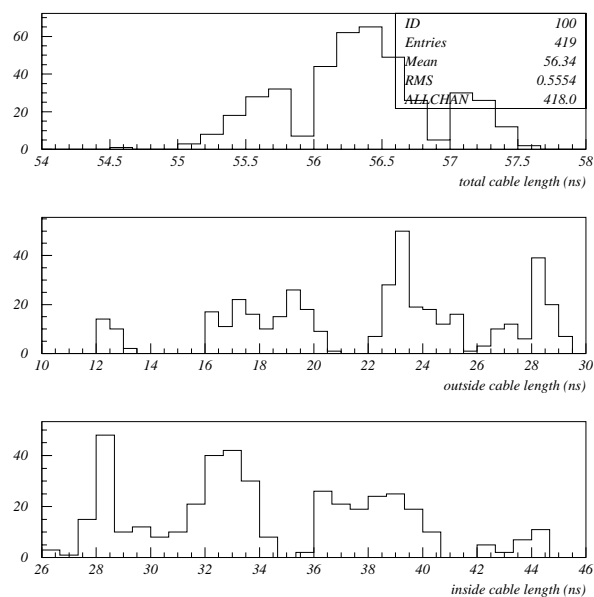 ID 100
Entries 419
Mean 56.34
RMS 0.5554
ALLCHAN 418.0
60
40
20
0
54 54.5 55 55.5 56 56.5 57 57.5 58
total cable length (ns)
40
20
0
10 12 14 16 18 20 22 24 26 28 30
outside cable length (ns)
40
20
0
26 28 30 32 34 36 38 40 42 44 46
inside cable length (ns)